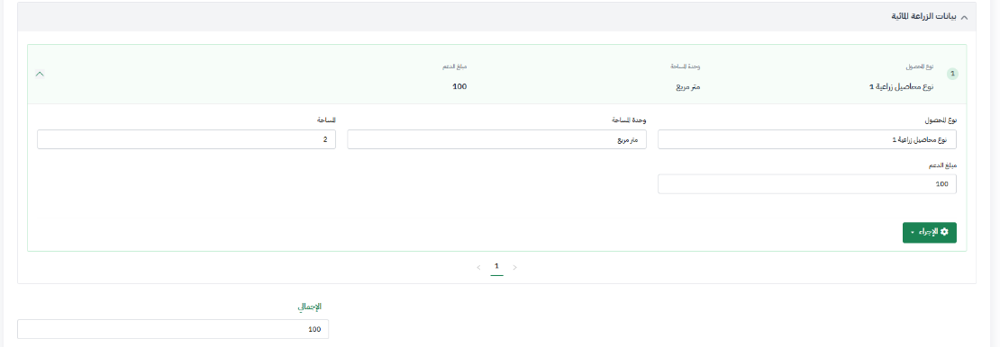 بيانات الزراعة المائية
1
نوع المحصول
وحدة المساحة
مبلغ الدعم
نوع محاصيل زراعية 1
متر مربع
100
نوع المحصول
وحدة المساحة
المساحة
نوع محاصيل زراعية 1
متر مربع
2
مبلغ الدعم
100
الإجراء
1
الإجمالي
100